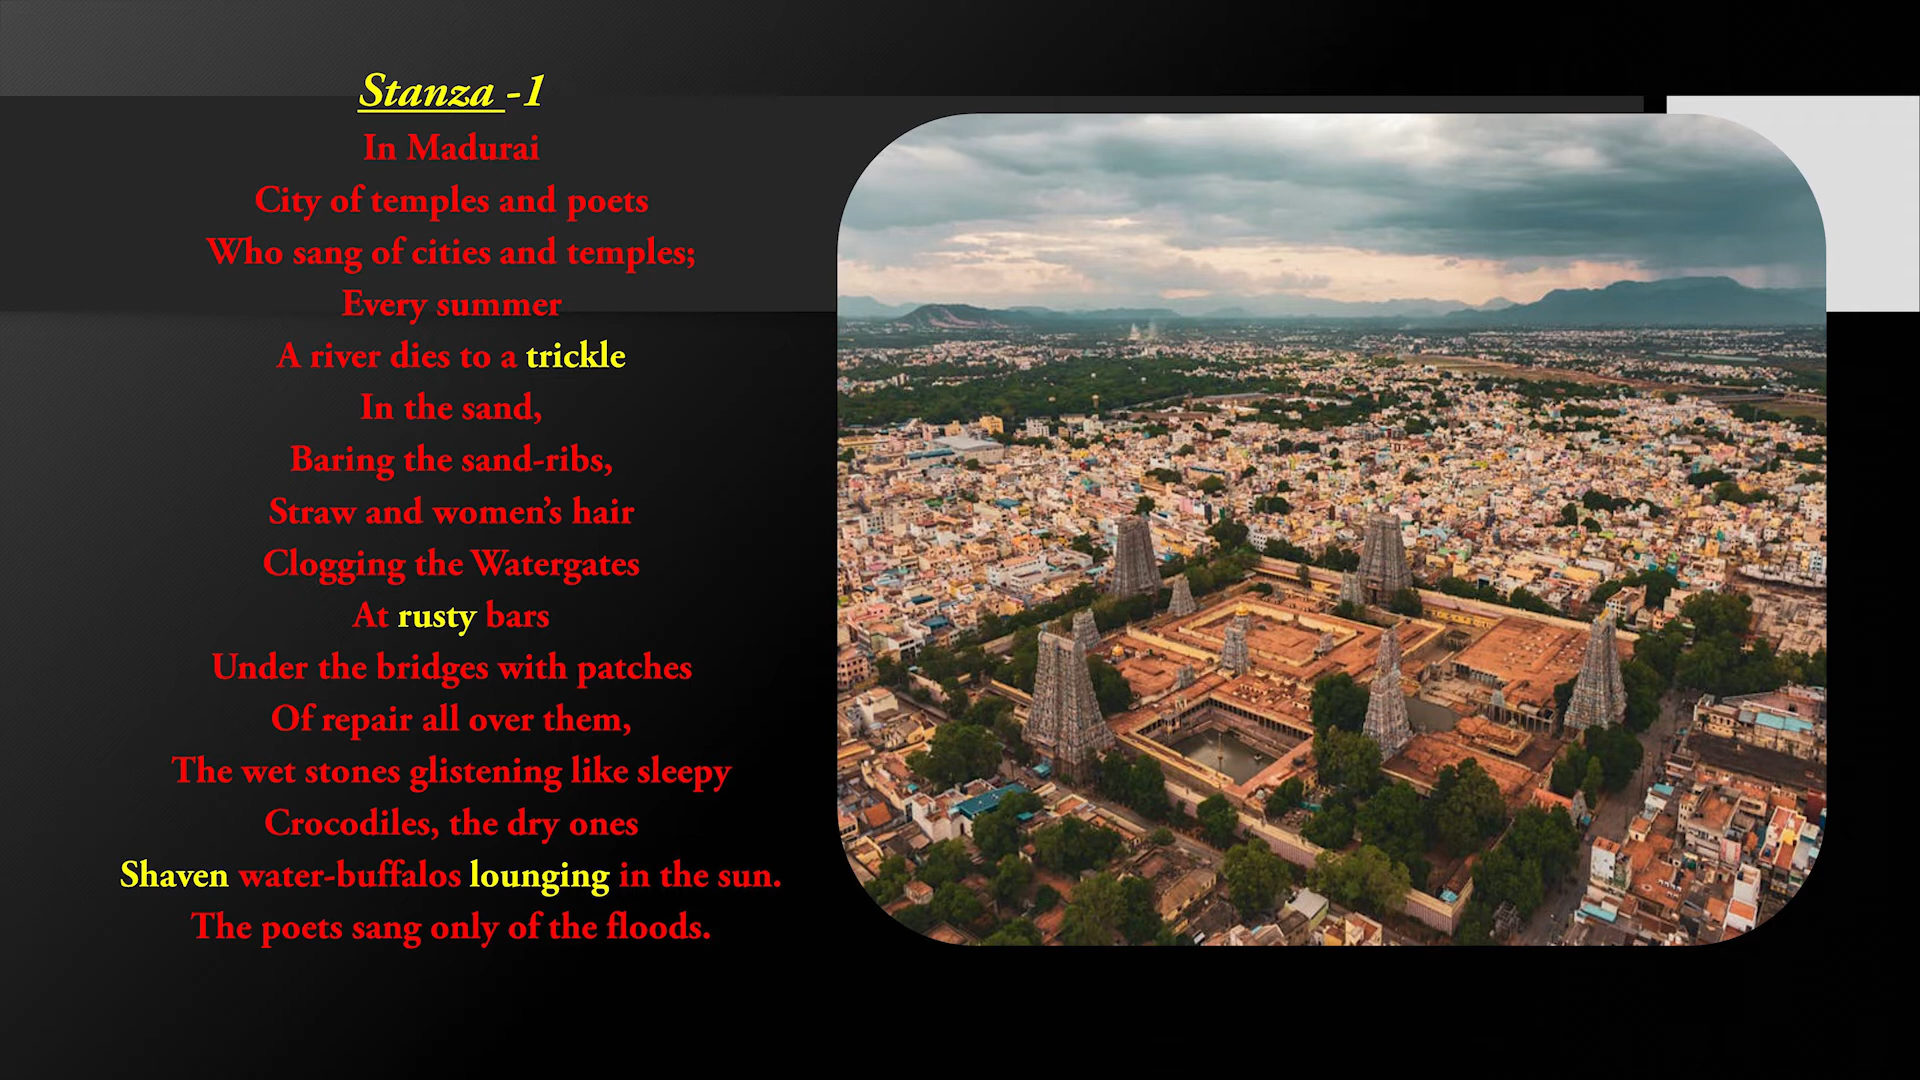 Stanza -1
In Madurai
City of temples and poets
Who sang of cities and temples;
Every summer
A river dies to a trickle
In the sand,
Baring the sand-ribs,
Straw and women’s hair
Clogging the Watergates
At rusty bars
Under the bridges with patches
Of repair all over them,
The wet stones glistening like sleepy
Crocodiles, the dry ones
Shaven water-buffalos lounging in the sun.
The poets sang only of the floods.